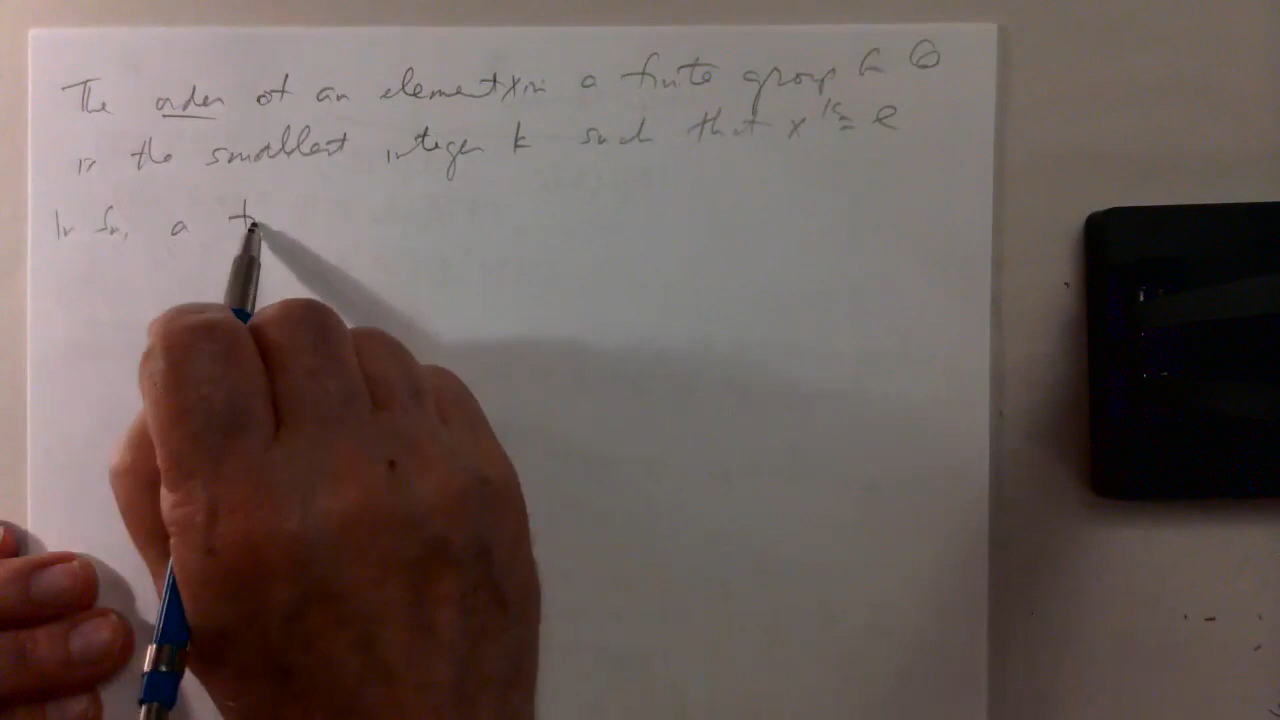 The order of an element x in a finite group G
is the smallest integer k such that x^k = e
In Sn, a t